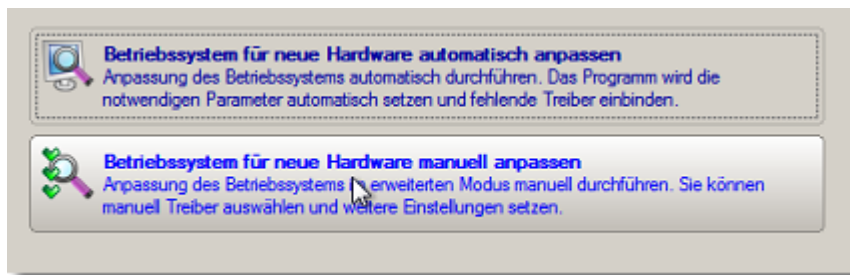 Betriebssystem für neue Hardware automatisch anpassen
Anpassung des Betriebssystems automatisch durchführen. Das Programm wird die
notwendigen Parameter automatisch setzen und fehlende Treiber einbinden.
Betriebssystem für neue Hardware manuell anpassen
Anpassung des Betriebssystems erweiterten Modus manuell durchführen. Sie können
manuell Treiber auswählen und weitere Einstellungen setzen.